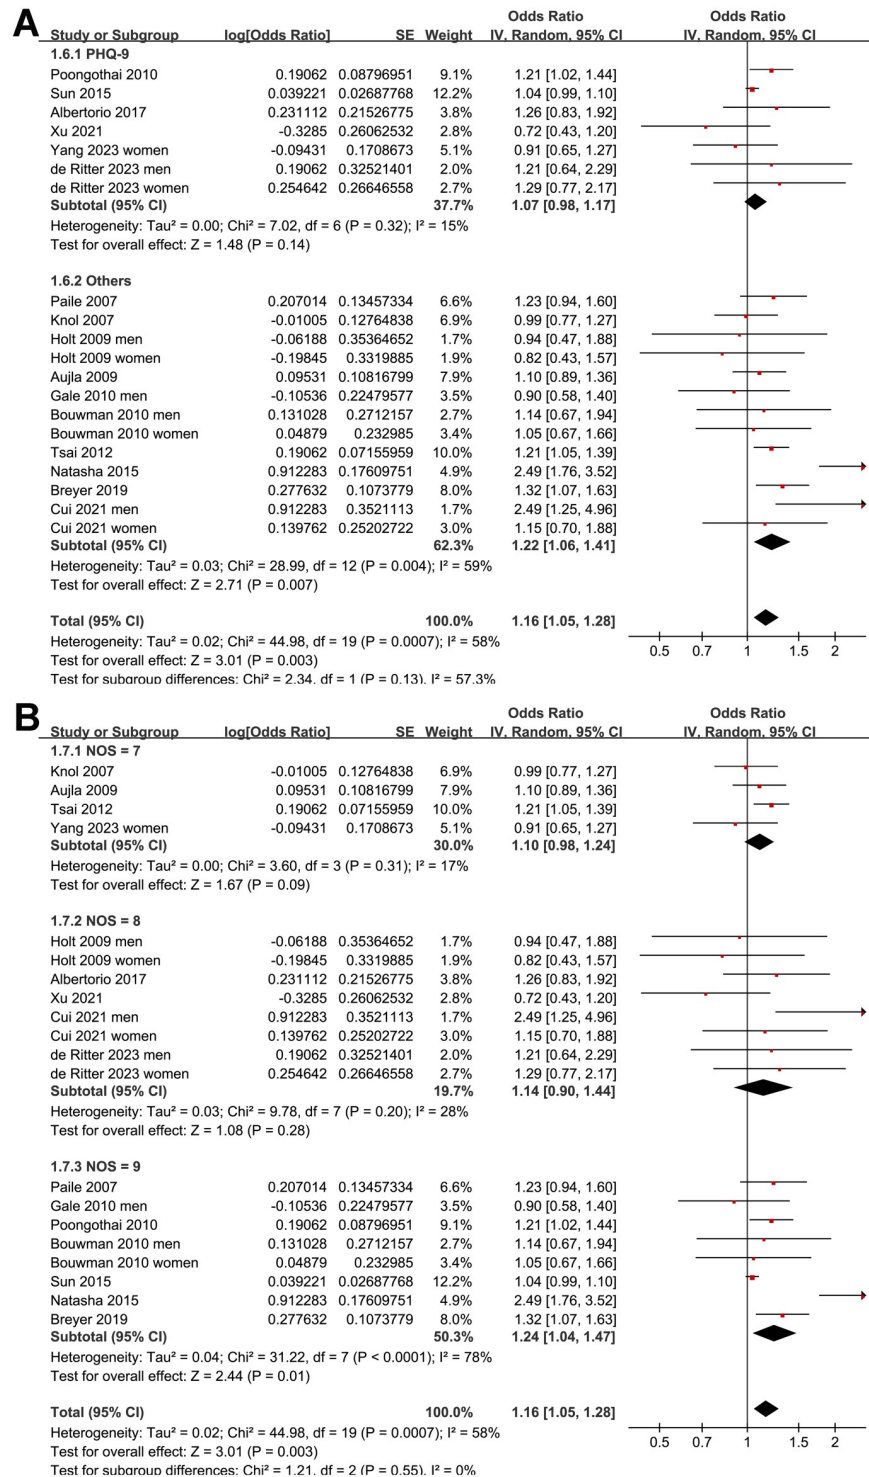 A
Odds Ratio Odds Ratio
Study or Subgroup log[Odds Ratio] SE Weight IV, Random, 95% CI IV, Random, 95% CI
1.6.1 PHQ-9
Poongothai 2010 0.19062 0.08796951 9.1% 1.21 [1.02, 1.44]
Sun 2015 0.039221 0.02687768 12.2% 1.04 [0.99, 1.10]
Albertorio 2017 0.231112 0.21526775 3.8% 1.26 [0.83, 1.92]
Xu 2021 -0.3285 0.26062532 2.8% 0.72 [0.43, 1.20]
Yang 2023 women -0.09431 0.1708673 5.1% 0.91 [0.65, 1.27]
de Ritter 2023 men 0.19062 0.32521401 2.0% 1.21 [0.64, 2.29]
de Ritter 2023 women 0.254642 0.26646558 2.7% 1.29 [0.77, 2.17]
Subtotal (95% CI) 37.7% 1.07 [0.98, 1.17]
Heterogeneity: Tau² = 0.00; Chi² = 7.02, df = 6 (P = 0.32); I² = 15%
Test for overall effect: Z = 1.48 (P = 0.14)
1.6.2 Others
Paile 2007 0.207014 0.13457334 6.6% 1.23 [0.94, 1.60]
Knol 2007 -0.01005 0.12764838 6.9% 0.99 [0.77, 1.27]
Holt 2009 men -0.06188 0.35364652 1.7% 0.94 [0.47, 1.88]
Holt 2009 women -0.19845 0.3319885 1.9% 0.82 [0.43, 1.57]
Aujla 2009 0.09531 0.10816799 7.9% 1.10 [0.89, 1.36]
Gale 2010 men -0.10536 0.22479577 3.5% 0.90 [0.58, 1.40]
Bouwman 2010 men 0.131028 0.2712157 2.7% 1.14 [0.67, 1.94]
Bouwman 2010 women 0.04879 0.232985 3.4% 1.05 [0.67, 1.66]
Tsai 2012 0.19062 0.07155959 10.0% 1.21 [1.05, 1.39]
Natasha 2015 0.912283 0.17609751 4.9% 2.49 [1.76, 3.52]
Breyer 2019 0.277632 0.1073779 8.0% 1.32 [1.07, 1.63]
Cui 2021 men 0.912283 0.3521113 1.7% 2.49 [1.25, 4.96]
Cui 2021 women 0.139762 0.25202722 3.0% 1.15 [0.70, 1.88]
Subtotal (95% CI) 62.3% 1.22 [1.06, 1.41]
Heterogeneity: Tau² = 0.03; Chi² = 28.99, df = 12 (P = 0.004); I² = 59%
Test for overall effect: Z = 2.71 (P = 0.007)
Total (95% CI) 100.0% 1.16 [1.05, 1.28]
Heterogeneity: Tau² = 0.02; Chi² = 44.98, df = 19 (P = 0.0007); I² = 58%
Test for overall effect: Z = 3.01 (P = 0.003)
Test for subgroup differences: Chi² = 2.34, df = 1 (P = 0.13), I² = 57.3%
0.5 0.7 1 1.5 2
B
Odds Ratio Odds Ratio
Study or Subgroup log[Odds Ratio] SE Weight IV, Random, 95% CI IV, Random, 95% CI
1.7.1 NOS = 7
Knol 2007 -0.01005 0.12764838 6.9% 0.99 [0.77, 1.27]
Aujla 2009 0.09531 0.10816799 7.9% 1.10 [0.89, 1.36]
Tsai 2012 0.19062 0.07155959 10.0% 1.21 [1.05, 1.39]
Yang 2023 women -0.09431 0.1708673 5.1% 0.91 [0.65, 1.27]
Subtotal (95% CI) 30.0% 1.10 [0.98, 1.24]
Heterogeneity: Tau² = 0.00; Chi² = 3.60, df = 3 (P = 0.31); I² = 17%
Test for overall effect: Z = 1.67 (P = 0.09)
1.7.2 NOS = 8
Holt 2009 men -0.06188 0.35364652 1.7% 0.94 [0.47, 1.88]
Holt 2009 women -0.19845 0.3319885 1.9% 0.82 [0.43, 1.57]
Albertorio 2017 0.231112 0.21526775 3.8% 1.26 [0.83, 1.92]
Xu 2021 -0.3285 0.26062532 2.8% 0.72 [0.43, 1.20]
Cui 2021 men 0.912283 0.3521113 1.7% 2.49 [1.25, 4.96]
Cui 2021 women 0.139762 0.25202722 3.0% 1.15 [0.70, 1.88]
de Ritter 2023 men 0.19062 0.32521401 2.0% 1.21 [0.64, 2.29]
de Ritter 2023 women 0.254642 0.26646558 2.7% 1.29 [0.77, 2.17]
Subtotal (95% CI) 19.7% 1.14 [0.90, 1.44]
Heterogeneity: Tau² = 0.03; Chi² = 9.78, df = 7 (P = 0.20); I² = 28%
Test for overall effect: Z = 1.08 (P = 0.28)
1.7.3 NOS = 9
Paile 2007 0.207014 0.13457334 6.6% 1.23 [0.94, 1.60]
Gale 2010 men -0.10536 0.22479577 3.5% 0.90 [0.58, 1.40]
Poongothai 2010 0.19062 0.08796951 9.1% 1.21 [1.02, 1.44]
Bouwman 2010 men 0.131028 0.2712157 2.7% 1.14 [0.67, 1.94]
Bouwman 2010 women 0.04879 0.232985 3.4% 1.05 [0.67, 1.66]
Sun 2015 0.039221 0.02687768 12.2% 1.04 [0.99, 1.10]
Natasha 2015 0.912283 0.17609751 4.9% 2.49 [1.76, 3.52]
Breyer 2019 0.277632 0.1073779 8.0% 1.32 [1.07, 1.63]
Subtotal (95% CI) 50.3% 1.24 [1.04, 1.47]
Heterogeneity: Tau² = 0.04; Chi² = 31.22, df = 7 (P < 0.0001); I² = 78%
Test for overall effect: Z = 2.44 (P = 0.01)
Total (95% CI) 100.0% 1.16 [1.05, 1.28]
Heterogeneity: Tau² = 0.02; Chi² = 44.98, df = 19 (P = 0.0007); I² = 58%
Test for overall effect: Z = 3.01 (P = 0.003)
Test for subgroup differences: Chi² = 1.21, df = 2 (P = 0.55), I² = 0%
0.5 0.7 1 1.5 2